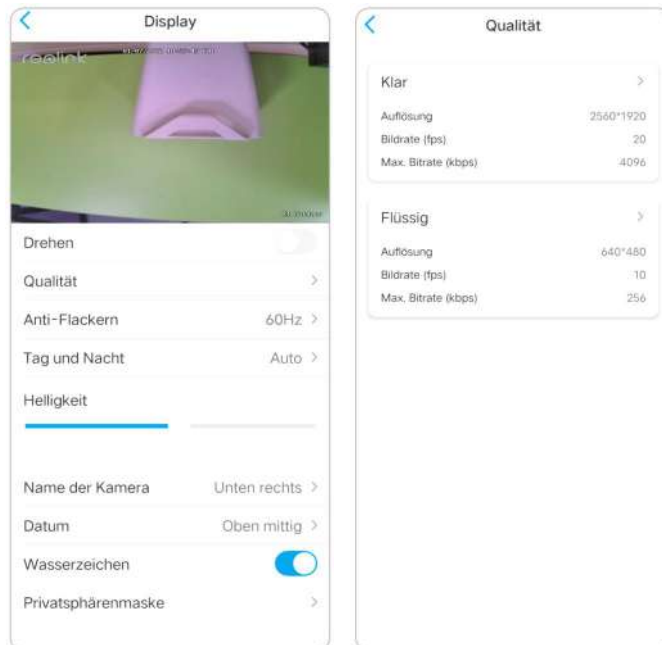 Display
reolink
Drehen
Qualität
Anti-Flackern 60Hz
Tag und Nacht Auto
Helligkeit
Name der Kamera Unten rechts
Datum Oben mittig
Wasserzeichen
Privatsphärenmaske
Qualität
Klar
Auflösung 2560*1920
Bildrate (fps) 20
Max. Bitrate (kbps) 4096
Flüssig
Auflösung 640*480
Bildrate (fps) 10
Max. Bitrate (kbps) 256